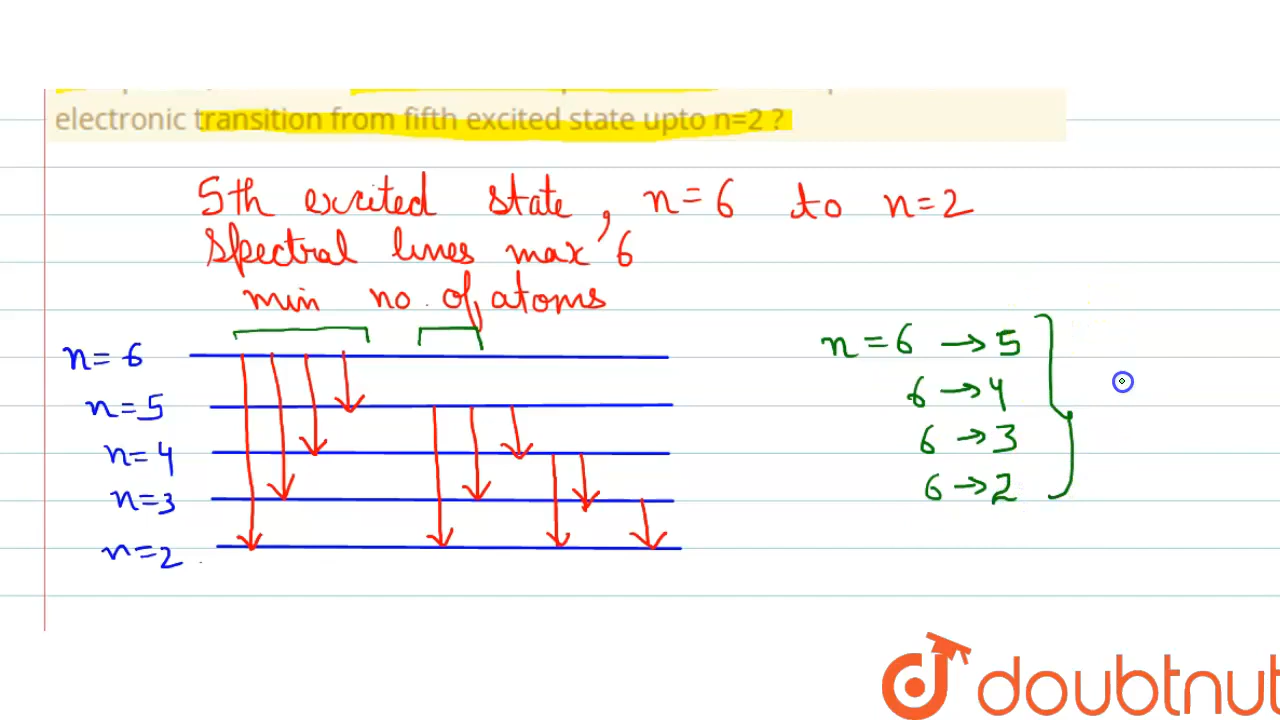 electronic transition from fifth excited state upto n=2 ?
5th excited state, n=6 to n=2
Spectral lines max 6
min no. of atoms
n=6
n=5
n=4
n=3
n=2
n=6 →5
6 →4
6 →3
6 →2
doubtnut